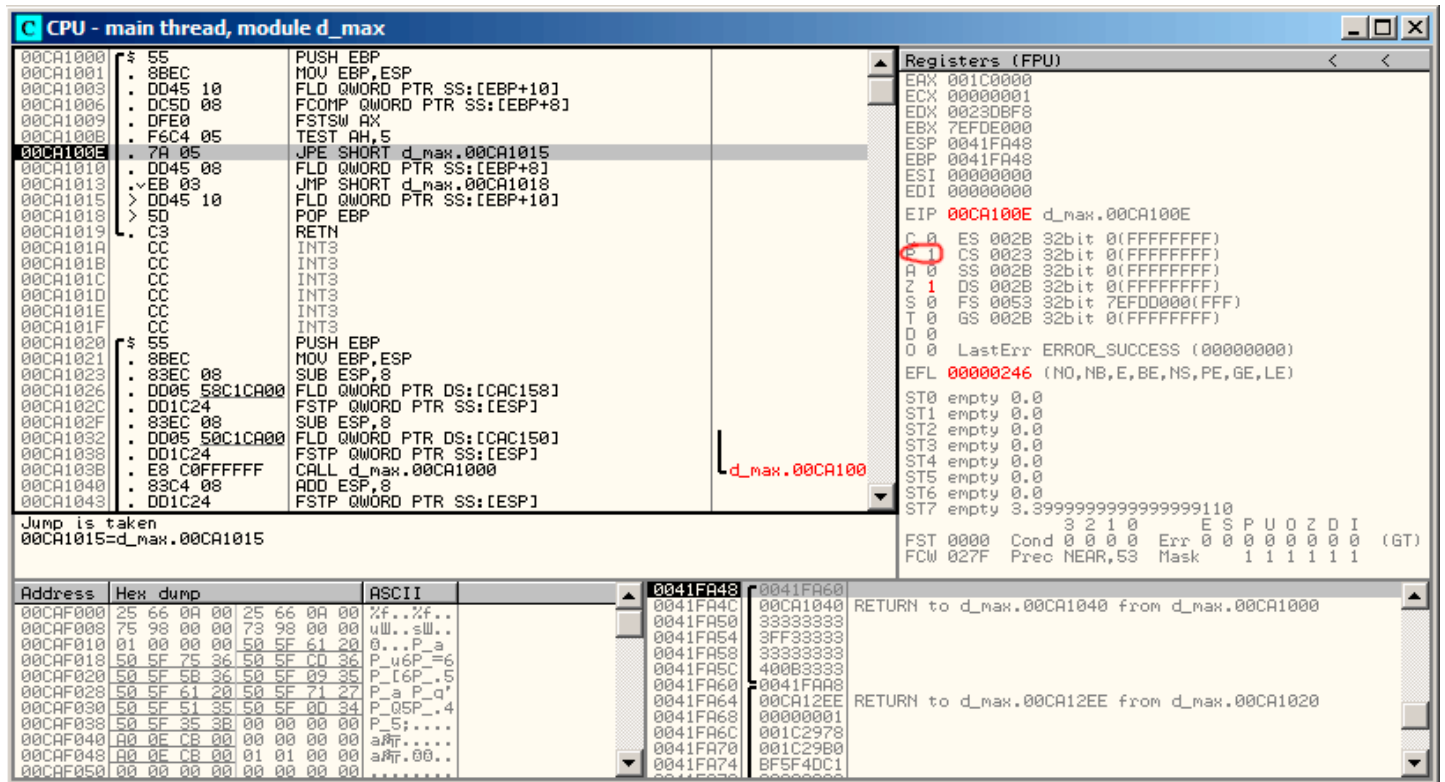 C CPU - main thread, module d_max
00CA1000 $ 55 PUSH EBP
00CA1001 . 8BEC MOV EBP,ESP
00CA1003 . DD45 10 FLD QWORD PTR SS:[EBP+10]
00CA1006 . DC5D 08 FCOMP QWORD PTR SS:[EBP+8]
00CA1009 . DFE0 FSTSW AX
00CA100B . F6C4 05 TEST AH,5
00CA100E . 7A 05 JPE SHORT d_max.00CA1015
00CA1010 . DD45 08 FLD QWORD PTR SS:[EBP+8]
00CA1013 . EB 03 JMP SHORT d_max.00CA1018
00CA1015 > DD45 10 FLD QWORD PTR SS:[EBP+10]
00CA1018 > 5D POP EBP
00CA1019 . C3 RETN
00CA101A CC INT3
00CA101B CC INT3
00CA101C CC INT3
00CA101D CC INT3
00CA101E CC INT3
00CA101F CC INT3
00CA1020 $ 55 PUSH EBP
00CA1021 . 8BEC MOV EBP,ESP
00CA1023 . 83EC 08 SUB ESP,8
00CA1026 . DD05 58C1CA00 FLD QWORD PTR DS:[CAC158]
00CA102C . DD1C24 FSTP QWORD PTR SS:[ESP]
00CA102F . 83EC 08 SUB ESP,8
00CA1032 . DD05 50C1CA00 FLD QWORD PTR DS:[CAC150]
00CA1038 . DD1C24 FSTP QWORD PTR SS:[ESP]
00CA103B . E8 C0FFFFFF CALL d_max.00CA1000 d_max.00CA100
00CA1040 . 83C4 08 ADD ESP,8
00CA1043 . DD1C24 FSTP QWORD PTR SS:[ESP]
Jump is taken
00CA1015=d_max.00CA1015
Registers (FPU) < <
EAX 001C0000
ECX 00000001
EDX 0023DBF8
EBX 7EFDE000
ESP 0041FA48
EBP 0041FA48
ESI 00000000
EDI 00000000
EIP 00CA100E d_max.00CA100E
C 0 ES 002B 32bit 0(FFFFFFFF)
P 1 CS 0023 32bit 0(FFFFFFFF)
A 0 SS 002B 32bit 0(FFFFFFFF)
Z 1 DS 002B 32bit 0(FFFFFFFF)
S 0 FS 0053 32bit 7EFDD000(FFF)
T 0 GS 002B 32bit 0(FFFFFFFF)
D 0
O 0 LastErr ERROR_SUCCESS (00000000)
EFL 00000246 (NO,NB,E,BE,NS,PE,GE,LE)
ST0 empty 0.0
ST1 empty 0.0
ST2 empty 0.0
ST3 empty 0.0
ST4 empty 0.0
ST5 empty 0.0
ST6 empty 0.0
ST7 empty 3.3999999999999999110
3 2 1 0 E S P U O Z D I
FST 0000 Cond 0 0 0 0 Err 0 0 0 0 0 0 0 0 (GT)
FCW 027F Prec NEAR,53 Mask 1 1 1 1 1 1
Address Hex dump ASCII
00CAF000 25 66 0A 00 25 66 0A 00 %f..%f..
00CAF008 75 98 00 00 73 98 00 00 uШ..sШ..
00CAF010 01 00 00 00 50 5F 61 20 ...P_a
00CAF018 50 5F 75 36 50 5F CD 36 P_u6P_═6
00CAF020 50 5F 5B 36 50 5F 09 35 P_[6P_.5
00CAF028 50 5F 61 20 50 5F 71 27 P_a P_q'
00CAF030 50 5F 51 35 50 5F 0D 34 P_Q5P_.4
00CAF038 50 5F 35 3B 00 00 00 00 P_5;....
00CAF040 A0 0E CB 00 00 00 00 00
00CAF048 A0 0E CB 00 01 01 00 00
00CAF050 00 00 00 00 00 00 00 00 ........
0041FA48 0041FA60
0041FA4C 00CA1040 RETURN to d_max.00CA1040 from d_max.00CA1000
0041FA50 33333333
0041FA54 3FF33333
0041FA58 33333333
0041FA5C 400B3333
0041FA60 0041FAA8
0041FA64 00CA12EE RETURN to d_max.00CA12EE from d_max.00CA1020
0041FA68 00000001
0041FA6C 001C2978
0041FA70 001C29B0
0041FA74 BF5F4DC1